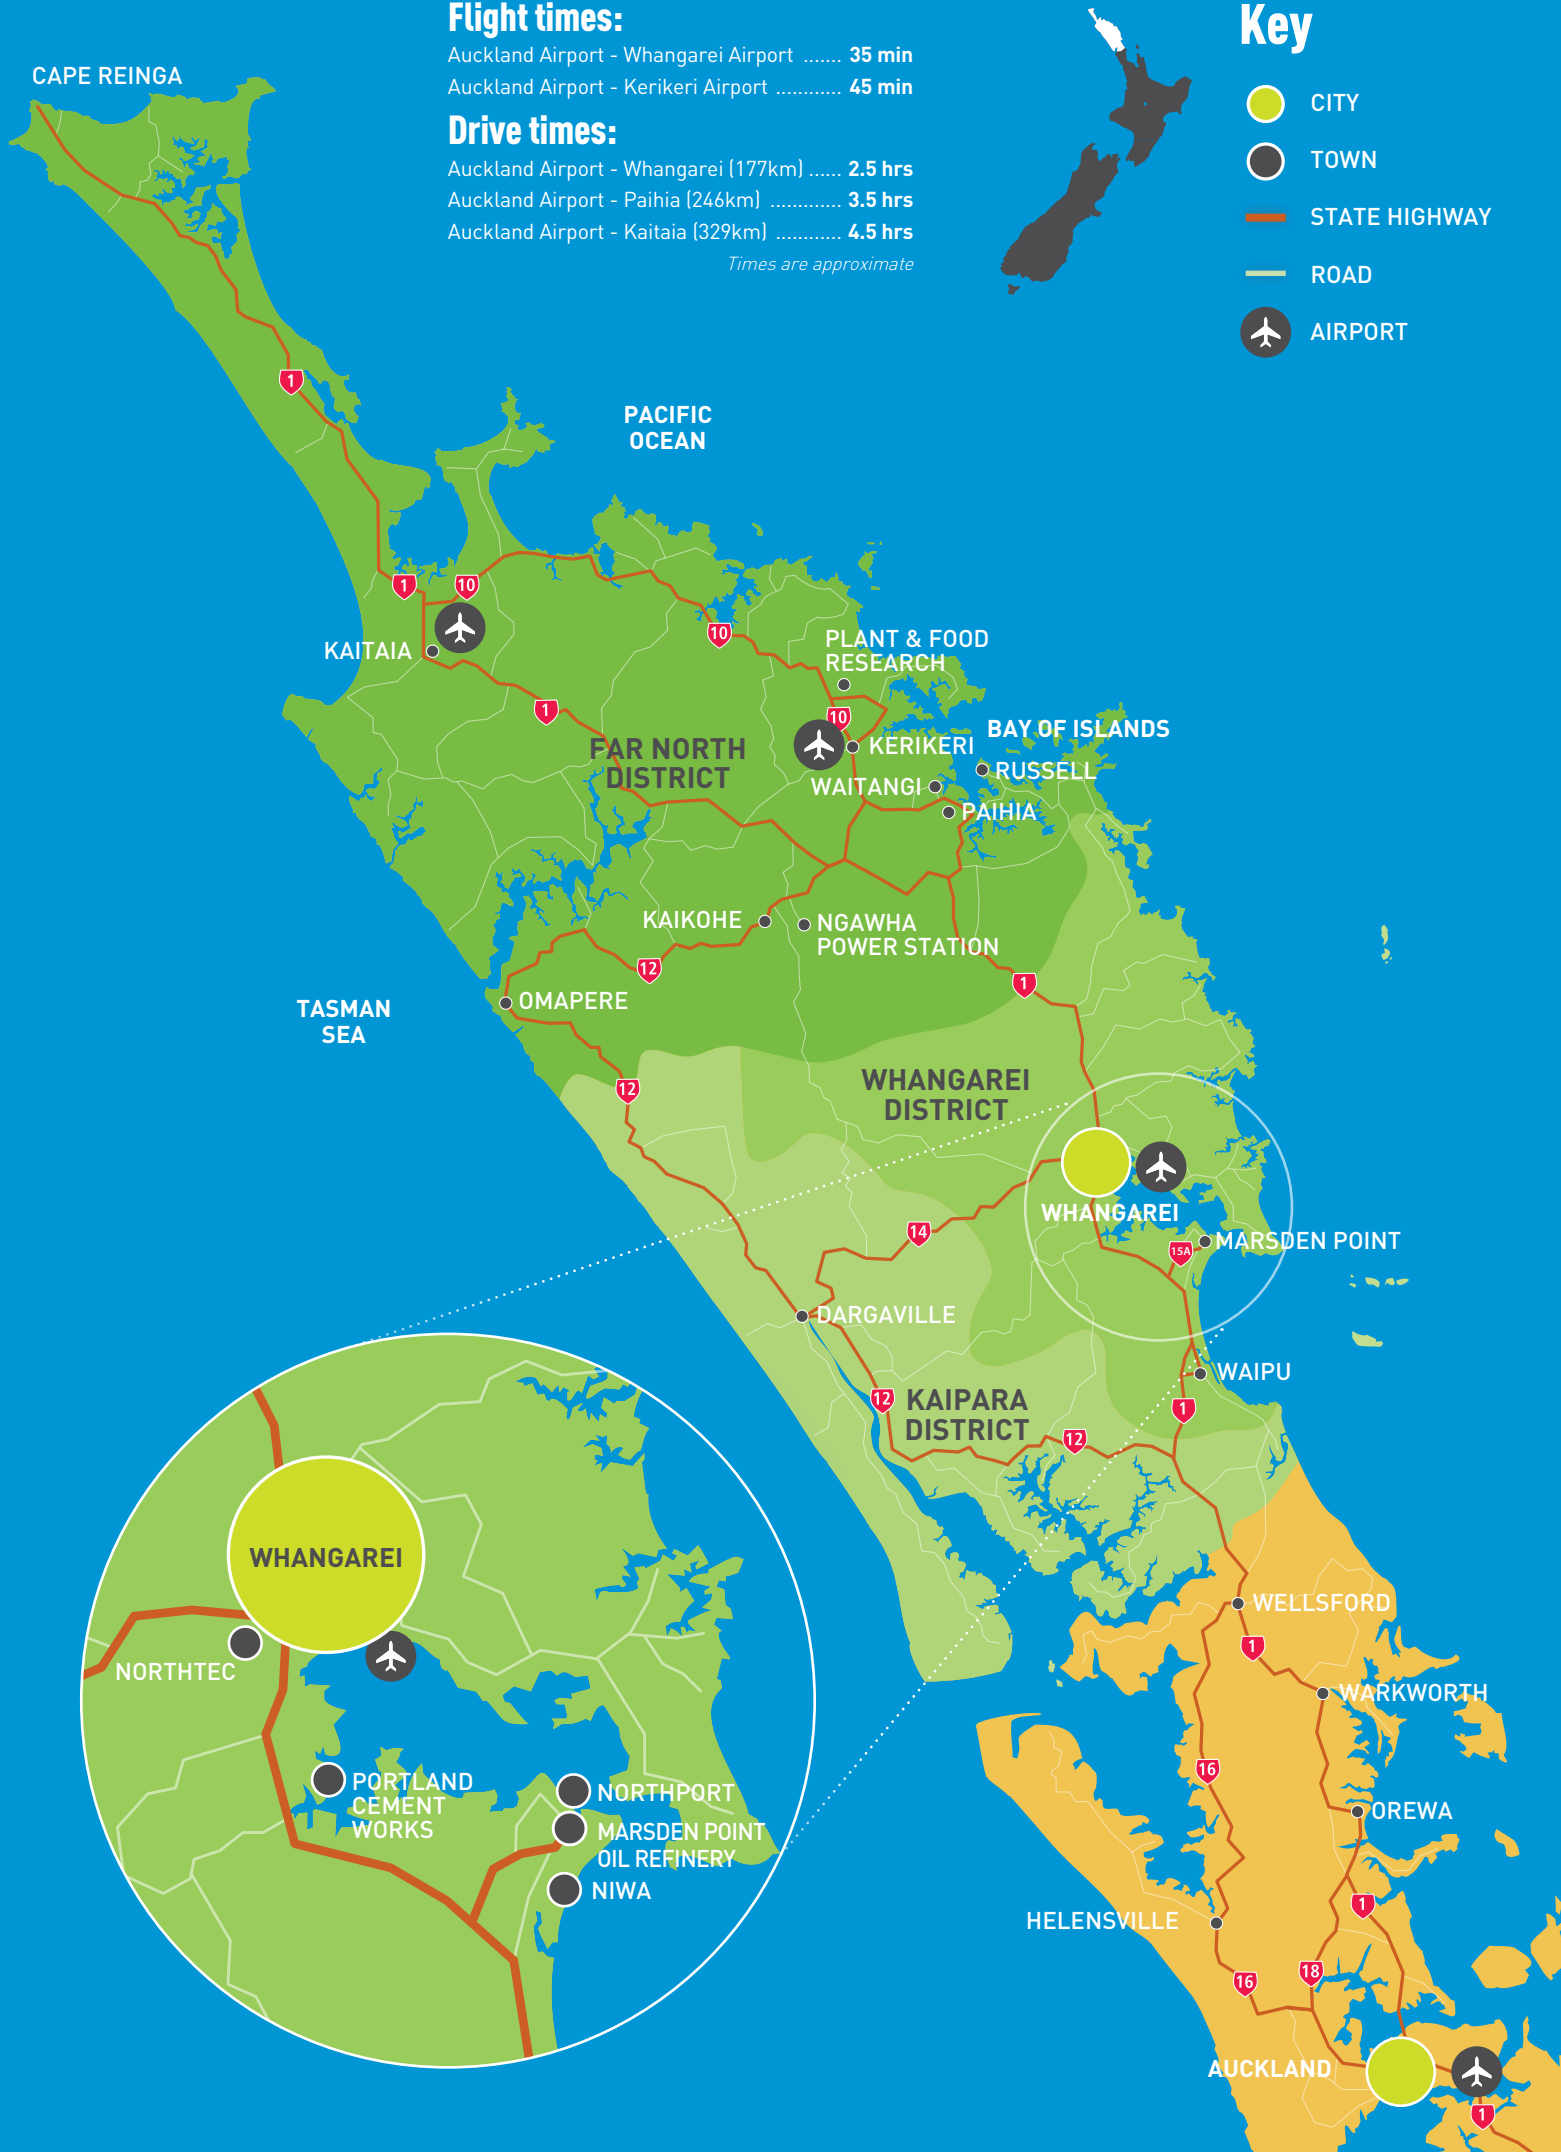 Flight times:
Auckland Airport - Whangarei Airport ....... 35 min
Auckland Airport - Kerikeri Airport ............ 45 min
Drive times:
Auckland Airport - Whangarei (177km) ...... 2.5 hrs
Auckland Airport - Paihia (246km) ............. 3.5 hrs
Auckland Airport - Kaitaia (329km) ............ 4.5 hrs
Times are approximate
Key
CITY
TOWN
STATE HIGHWAY
ROAD
AIRPORT
CAPE REINGA
1
PACIFIC
OCEAN
1
10
10
KAITAIA
PLANT & FOOD
RESEARCH
1
10
FAR NORTH
DISTRICT
KERIKERI
BAY OF ISLANDS
RUSSELL
WAITANGI
PAIHIA
KAIKOHE
NGAWHA
POWER STATION
12
1
OMAPERE
TASMAN
SEA
12
WHANGAREI
DISTRICT
WHANGAREI
14
15A
MARSDEN POINT
DARGAVILLE
WAIPU
12
KAIPARA
DISTRICT
1
12
WHANGAREI
NORTHTEC
PORTLAND
CEMENT
WORKS
NORTHPORT
MARSDEN POINT
OIL REFINERY
NIWA
WELLSFORD
1
WARKWORTH
16
OREWA
HELENSVILLE
1
16
18
AUCKLAND
1